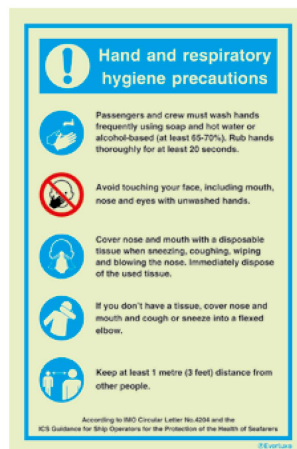 Hand and respiratory
hygiene precautions
Passengers and crew must wash hands
frequently using soap and hot water or
alcohol-based (at least 65-70%). Rub hands
thoroughly for at least 20 seconds.
Avoid touching your face, including mouth,
nose and eyes with unwashed hands.
Cover nose and mouth with a disposable
tissue when sneezing, coughing, wiping
and blowing the nose. Immediately dispose
of the used tissue.
If you don't have a tissue, cover nose and
mouth and cough or sneeze into a flexed
elbow.
Keep at least 1 metre (3 feet) distance from
other people.
According to IMO Circular Letter No.4204 and the
ICS Guidance for Ship Operators for the Protection of the Health of Seafarers
EverLux